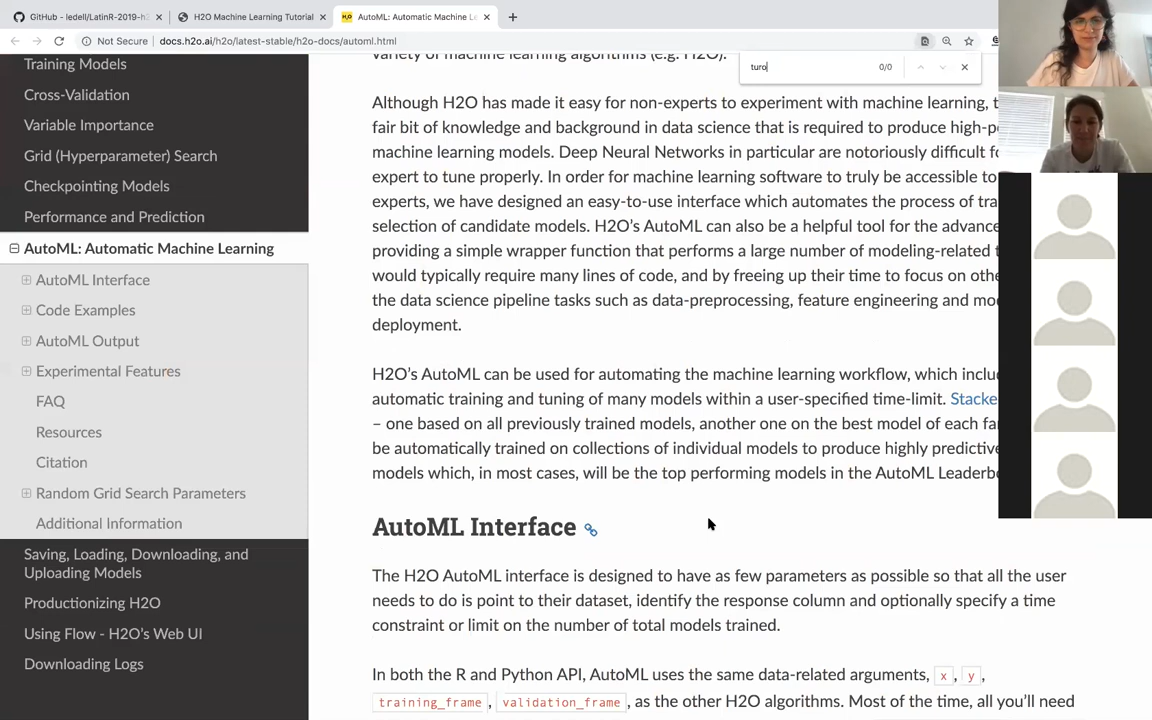 GitHub - ledell/LatinR-2019-h2
H2O Machine Learning Tutorial
AutoML: Automatic Machine Le
Not Secure
docs.h2o.ai/h2o/latest-stable/h2o-docs/automl.html
turo
0/0
Training Models
Cross-Validation
Variable Importance
Grid (Hyperparameter) Search
Checkpointing Models
Performance and Prediction
AutoML: Automatic Machine Learning
AutoML Interface
Code Examples
AutoML Output
Experimental Features
FAQ
Resources
Citation
Random Grid Search Parameters
Additional Information
Saving, Loading, Downloading, and
Uploading Models
Productionizing H2O
Using Flow - H2O's Web UI
Downloading Logs
variety of machine learning algorithms (e.g. H2O).
Although H2O has made it easy for non-experts to experiment with machine learning, t
fair bit of knowledge and background in data science that is required to produce high-p
machine learning models. Deep Neural Networks in particular are notoriously difficult fo
expert to tune properly. In order for machine learning software to truly be accessible to
experts, we have designed an easy-to-use interface which automates the process of tra
selection of candidate models. H2O's AutoML can also be a helpful tool for the advance
providing a simple wrapper function that performs a large number of modeling-related t
would typically require many lines of code, and by freeing up their time to focus on othe
the data science pipeline tasks such as data-preprocessing, feature engineering and mo
deployment.
H2O's AutoML can be used for automating the machine learning workflow, which inclu
automatic training and tuning of many models within a user-specified time-limit. Stacke
– one based on all previously trained models, another one on the best model of each fa
be automatically trained on collections of individual models to produce highly predictive
models which, in most cases, will be the top performing models in the AutoML Leaderb
AutoML Interface
The H2O AutoML interface is designed to have as few parameters as possible so that all the user
needs to do is point to their dataset, identify the response column and optionally specify a time
constraint or limit on the number of total models trained.
In both the R and Python API, AutoML uses the same data-related arguments, x, y,
training_frame, validation_frame, as the other H2O algorithms. Most of the time, all you'll need